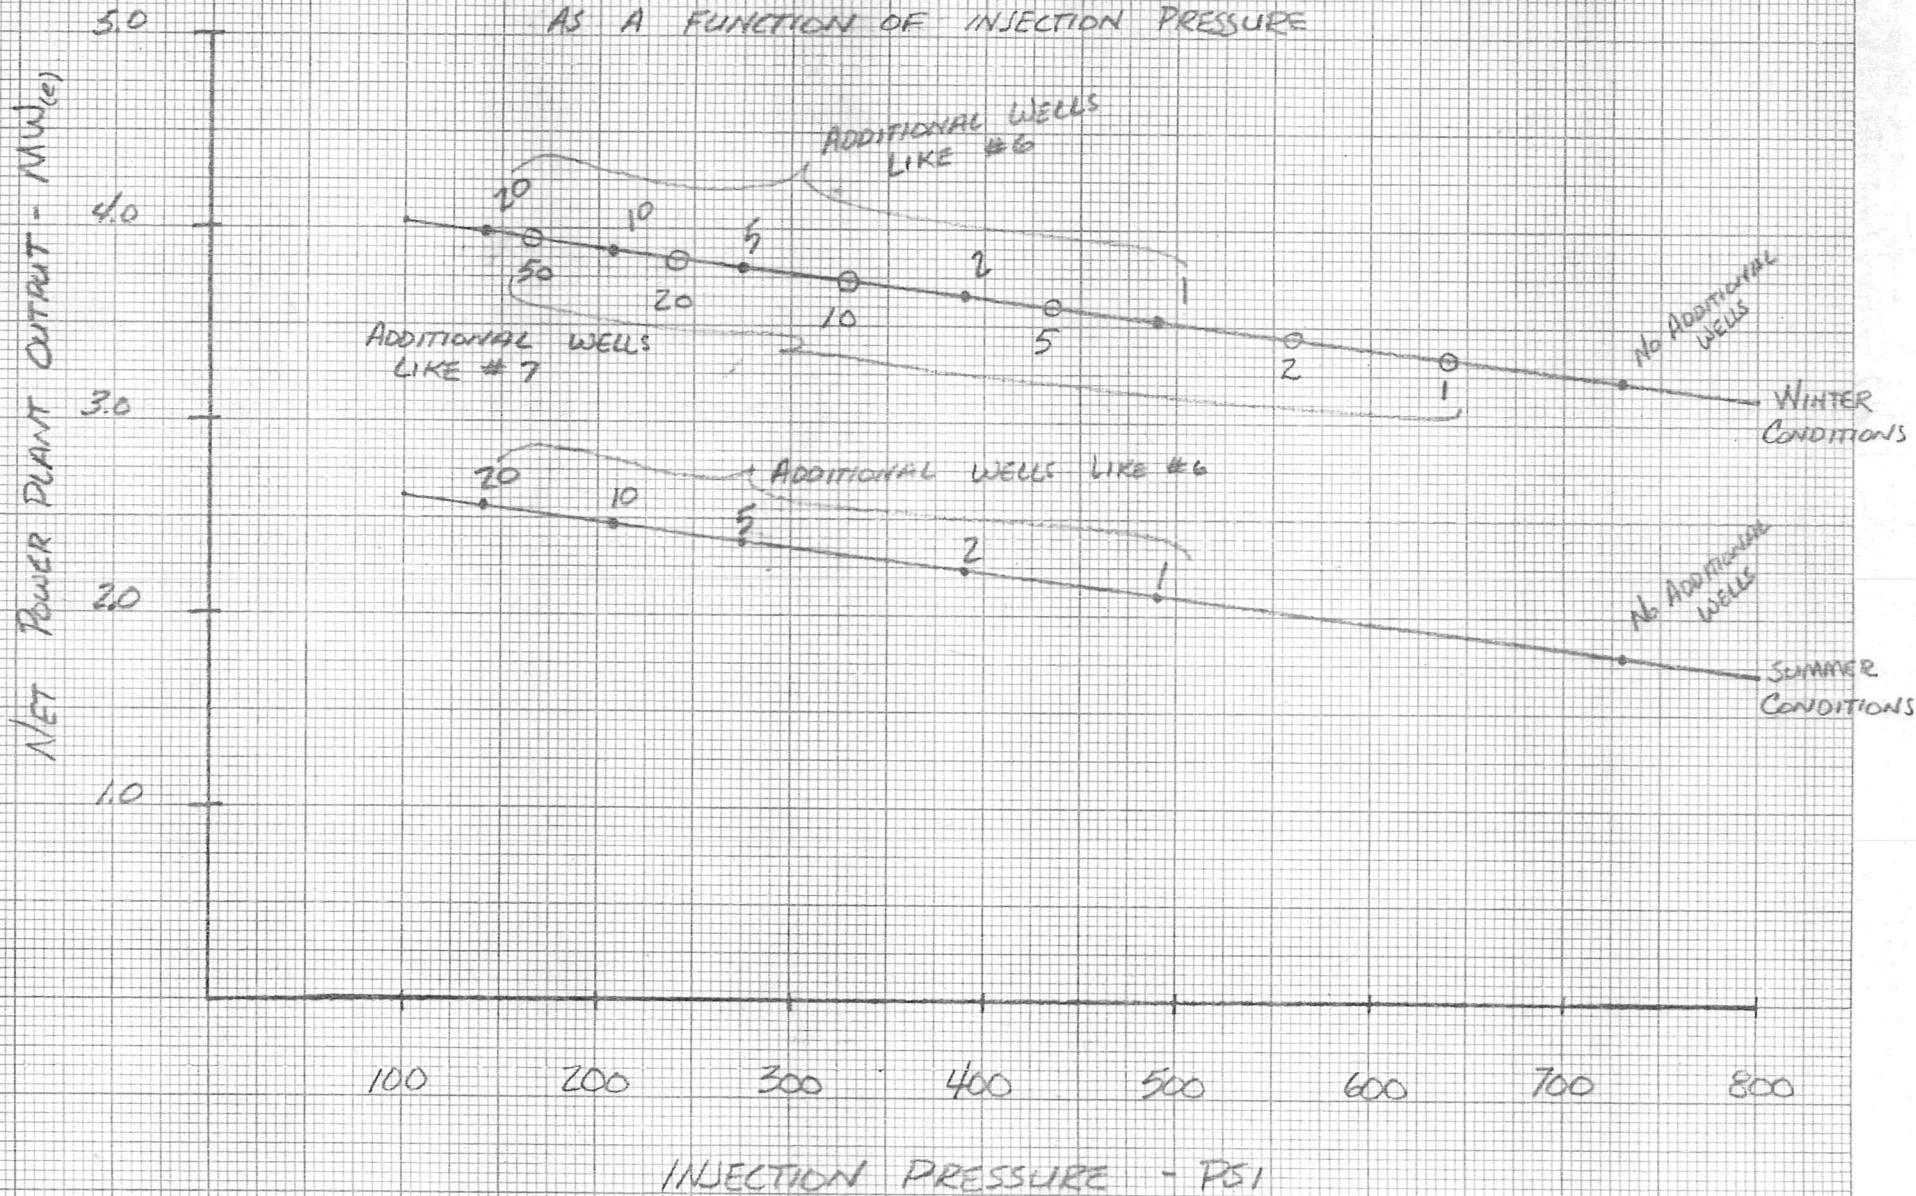 AS A FUNCTION OF INJECTION PRESSURE
5.0
4.0
3.0
2.0
1.0
NET POWER PLANT OUTPUT - MW(e)
ADDITIONAL WELLS
LIKE #6
20
10
5
2
1
50
20
10
5
2
1
ADDITIONAL WELLS
LIKE #7
NO ADDITIONAL
WELLS
WINTER
CONDITIONS
ADDITIONAL WELLS LIKE #6
20
10
5
2
1
NO ADDITIONAL
WELLS
SUMMER
CONDITIONS
100 200 300 400 500 600 700 800
INJECTION PRESSURE - PSI